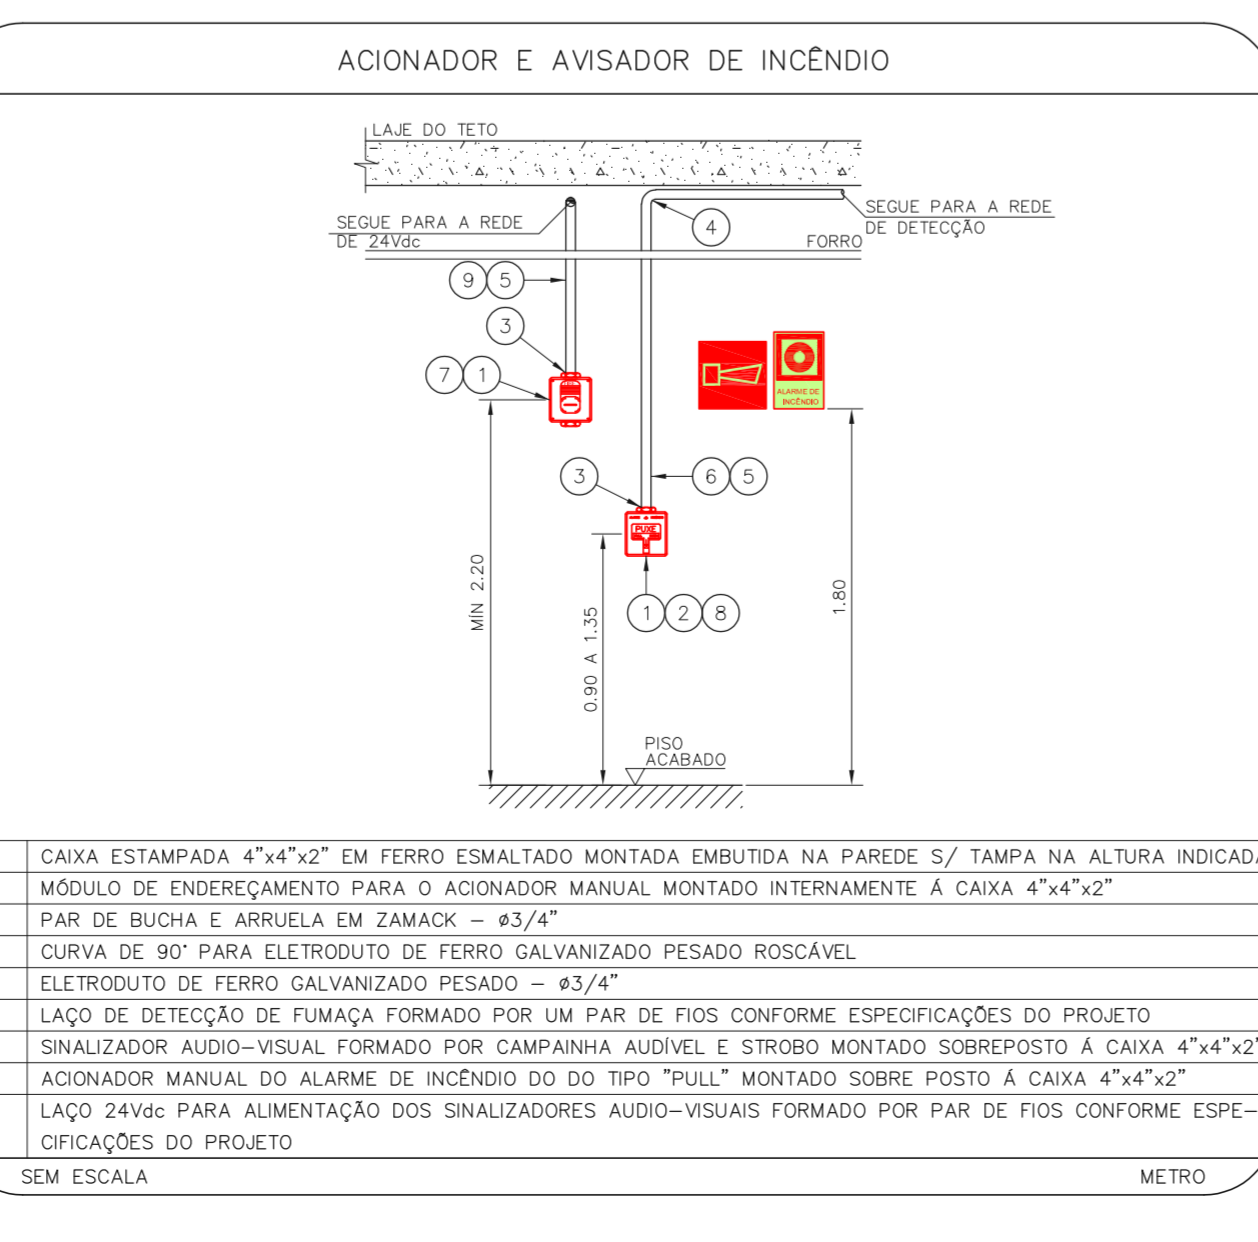 ACIONADOR E AVISADOR DE INCÊNDIO
LAJE DO TETO
SEGUE PARA A REDE
DE 24Vdc
4
SEGUE PARA A REDE
DE DETECÇÃO
FORRO
9 5
3
7 1
ALARME DE
INCÊNDIO
3
6 5
PUXE
1 2 8
MÍN 2.20
0.90 A 1.35
1.80
PISO
ACABADO
CAIXA ESTAMPADA 4”x4”x2” EM FERRO ESMALTADO MONTADA EMBUTIDA NA PAREDE S/ TAMPA NA ALTURA INDICADA
MÓDULO DE ENDEREÇAMENTO PARA O ACIONADOR MANUAL MONTADO INTERNAMENTE Á CAIXA 4”x4”x2”
PAR DE BUCHA E ARRUELA EM ZAMACK – ø3/4”
CURVA DE 90° PARA ELETRODUTO DE FERRO GALVANIZADO PESADO ROSCÁVEL
ELETRODUTO DE FERRO GALVANIZADO PESADO – ø3/4”
LAÇO DE DETECÇÃO DE FUMAÇA FORMADO POR UM PAR DE FIOS CONFORME ESPECIFICAÇÕES DO PROJETO
SINALIZADOR AUDIO–VISUAL FORMADO POR CAMPAINHA AUDÍVEL E STROBO MONTADO SOBREPOSTO Á CAIXA 4”x4”x2”
ACIONADOR MANUAL DO ALARME DE INCÊNDIO DO DO TIPO ”PULL” MONTADO SOBRE POSTO Á CAIXA 4”x4”x2”
LAÇO 24Vdc PARA ALIMENTAÇÃO DOS SINALIZADORES AUDIO–VISUAIS FORMADO POR PAR DE FIOS CONFORME ESPE–
CIFICAÇÕES DO PROJETO
SEM ESCALA
METRO